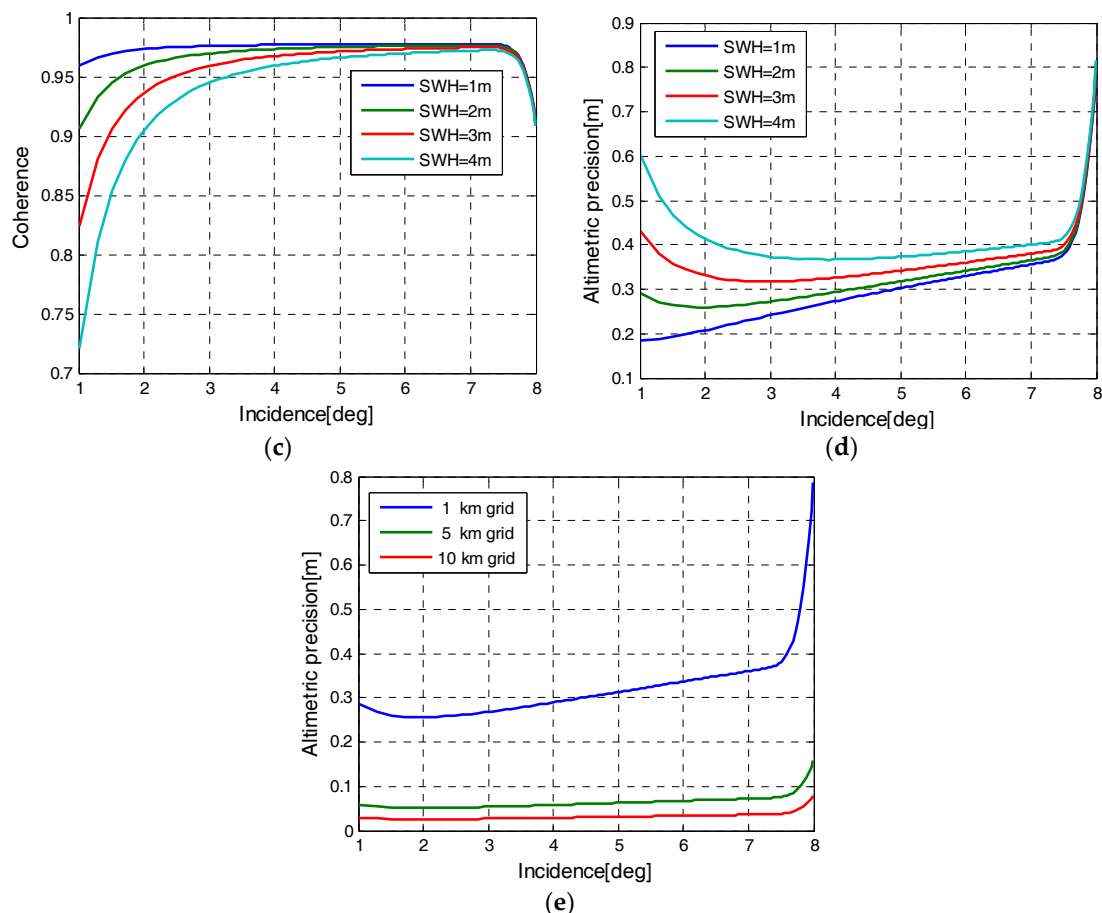 1
0.95
0.9
0.85
0.8
0.75
0.7
Coherence
SWH=1m
SWH=2m
SWH=3m
SWH=4m
1 2 3 4 5 6 7 8
Incidence[deg]
(c)
0.9
0.8
0.7
0.6
0.5
0.4
0.3
0.2
0.1
Altimetric precision[m]
SWH=1m
SWH=2m
SWH=3m
SWH=4m
1 2 3 4 5 6 7 8
Incidence[deg]
(d)
0.8
0.7
0.6
0.5
0.4
0.3
0.2
0.1
0
Altimetric precision[m]
1 km grid
5 km grid
10 km grid
1 2 3 4 5 6 7 8
Incidence[deg]
(e)